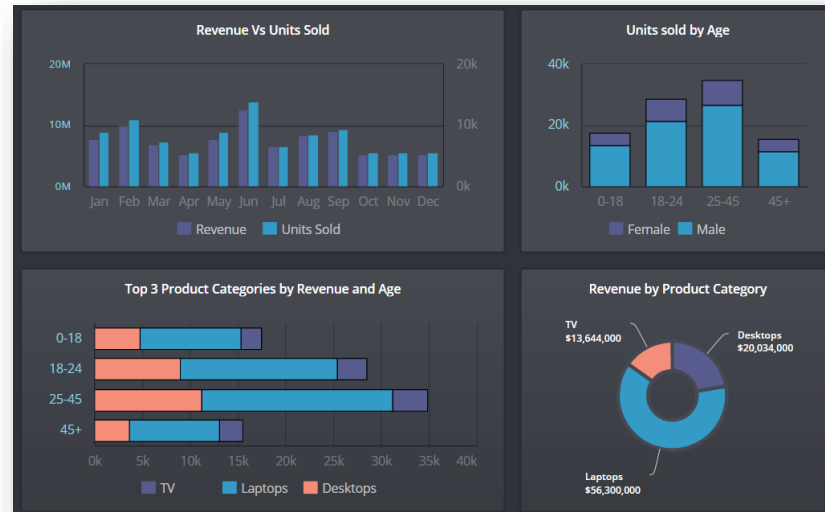 Revenue Vs Units Sold
20M
10M
0M
20k
10k
0k
Jan Feb Mar Apr May Jun Jul Aug Sep Oct Nov Dec
Revenue Units Sold
Units sold by Age
40k
20k
0k
0-18 18-24 25-45 45+
Female Male
Top 3 Product Categories by Revenue and Age
0-18
18-24
25-45
45+
0k 5k 10k 15k 20k 25k 30k 35k 40k
TV Laptops Desktops
Revenue by Product Category
TV
$13,644,000
Desktops
$20,034,000
Laptops
$56,300,000